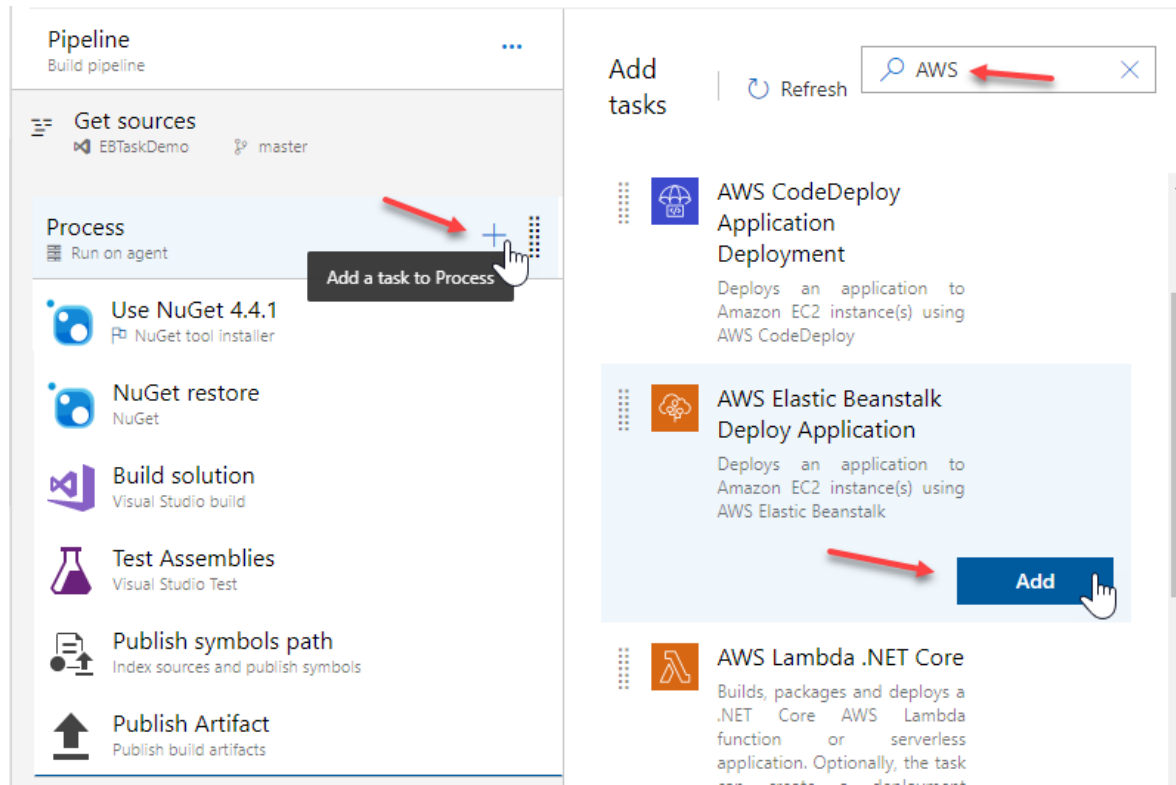 Pipeline
Build pipeline
Get sources
EBTaskDemo master
Process
Run on agent
Add a task to Process
Use NuGet 4.4.1
NuGet tool installer
NuGet restore
NuGet
Build solution
Visual Studio build
Test Assemblies
Visual Studio Test
Publish symbols path
Index sources and publish symbols
Publish Artifact
Publish build artifacts
Add
tasks
Refresh
AWS
AWS CodeDeploy
Application
Deployment
Deploys an application to
Amazon EC2 instance(s) using
AWS CodeDeploy
AWS Elastic Beanstalk
Deploy Application
Deploys an application to
Amazon EC2 instance(s) using
AWS Elastic Beanstalk
Add
AWS Lambda .NET Core
Builds, packages and deploys a
.NET Core AWS Lambda
function or serverless
application. Optionally, the task
can create a deployment